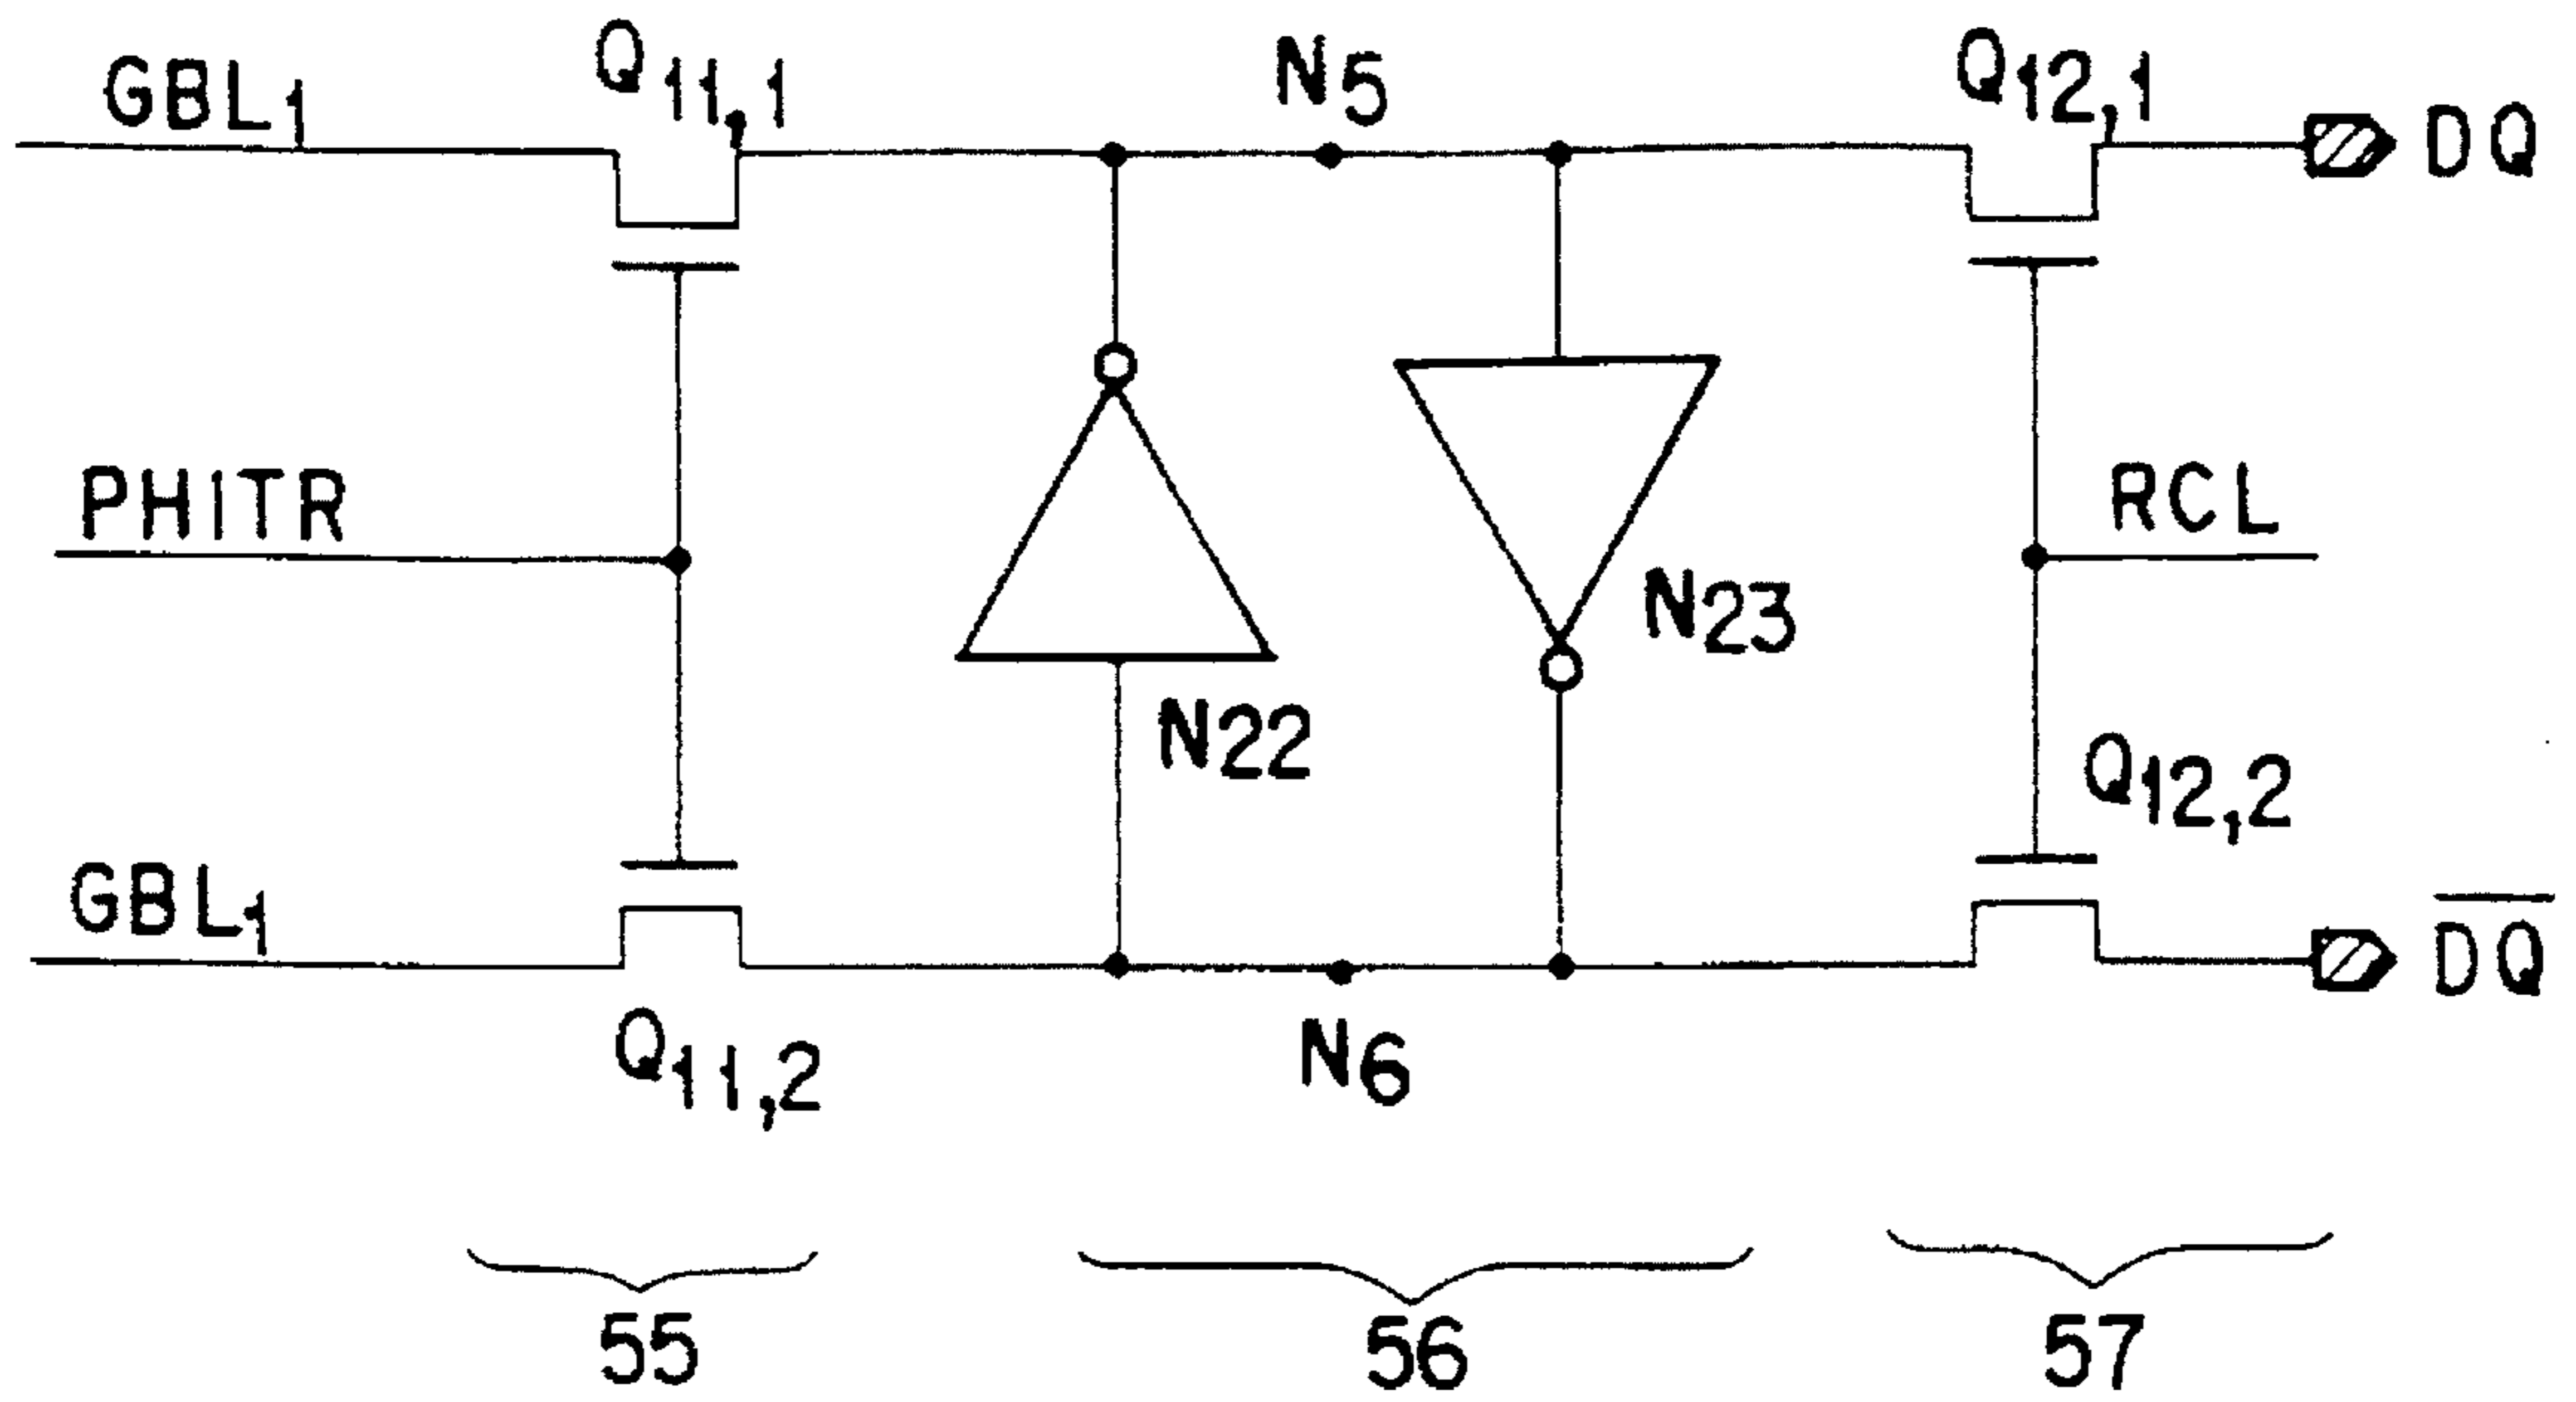 GBL1
Q11,1
N5
Q12,1
DQ
PHITR
RCL
N23
N22
Q12,2
GBL1
DQ
Q11,2
N6
55
56
57